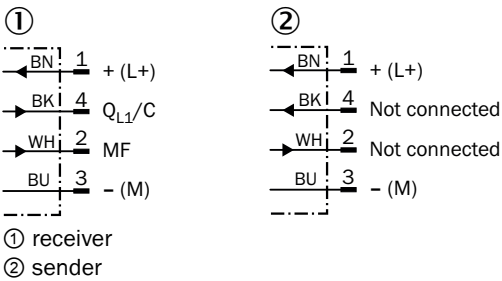 ① ②
BN 1 + (L+)
BK 4 Q_L1/C
WH 2 MF
BU 3 – (M)
BN 1 + (L+)
BK 4 Not connected
WH 2 Not connected
BU 3 – (M)
① receiver
② sender